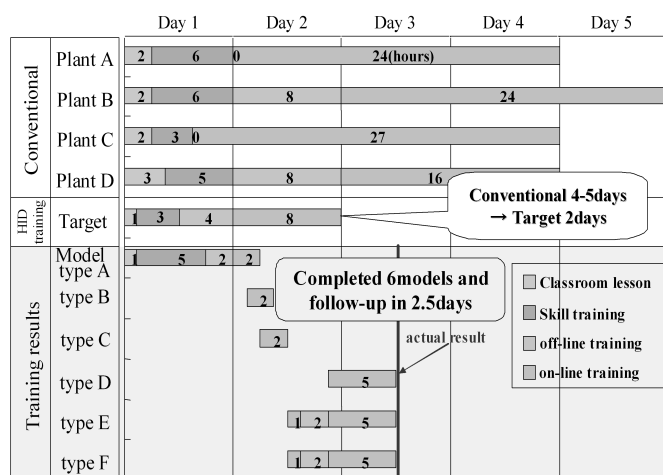 Day 1 Day 2 Day 3 Day 4 Day 5
Conventional
Plant A 2 6 0 24(hours)
Plant B 2 6 8 24
Plant C 2 3 0 27
Plant D 3 5 8 16
HID training
Target 1 3 4 8
Conventional 4-5days
→ Target 2days
Training results
Model
type A 1 5 2 2
type B 2
type C 2
type D 5
type E 1 2 5
type F 1 2 5
Completed 6models and
follow-up in 2.5days
actual result
Classroom lesson
Skill training
off-line training
on-line training